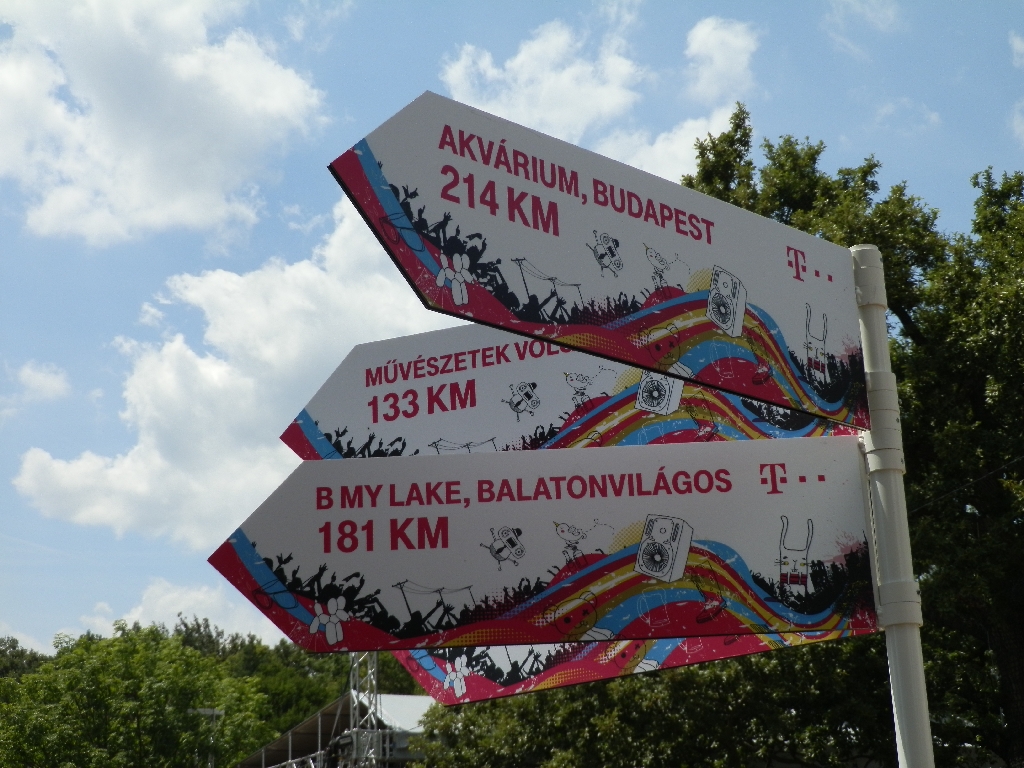 AKVÁRIUM, BUDAPEST
214 KM
T
MŰVÉSZETEK
133 KM
B MY LAKE, BALATONVILÁGOS
T
181 KM